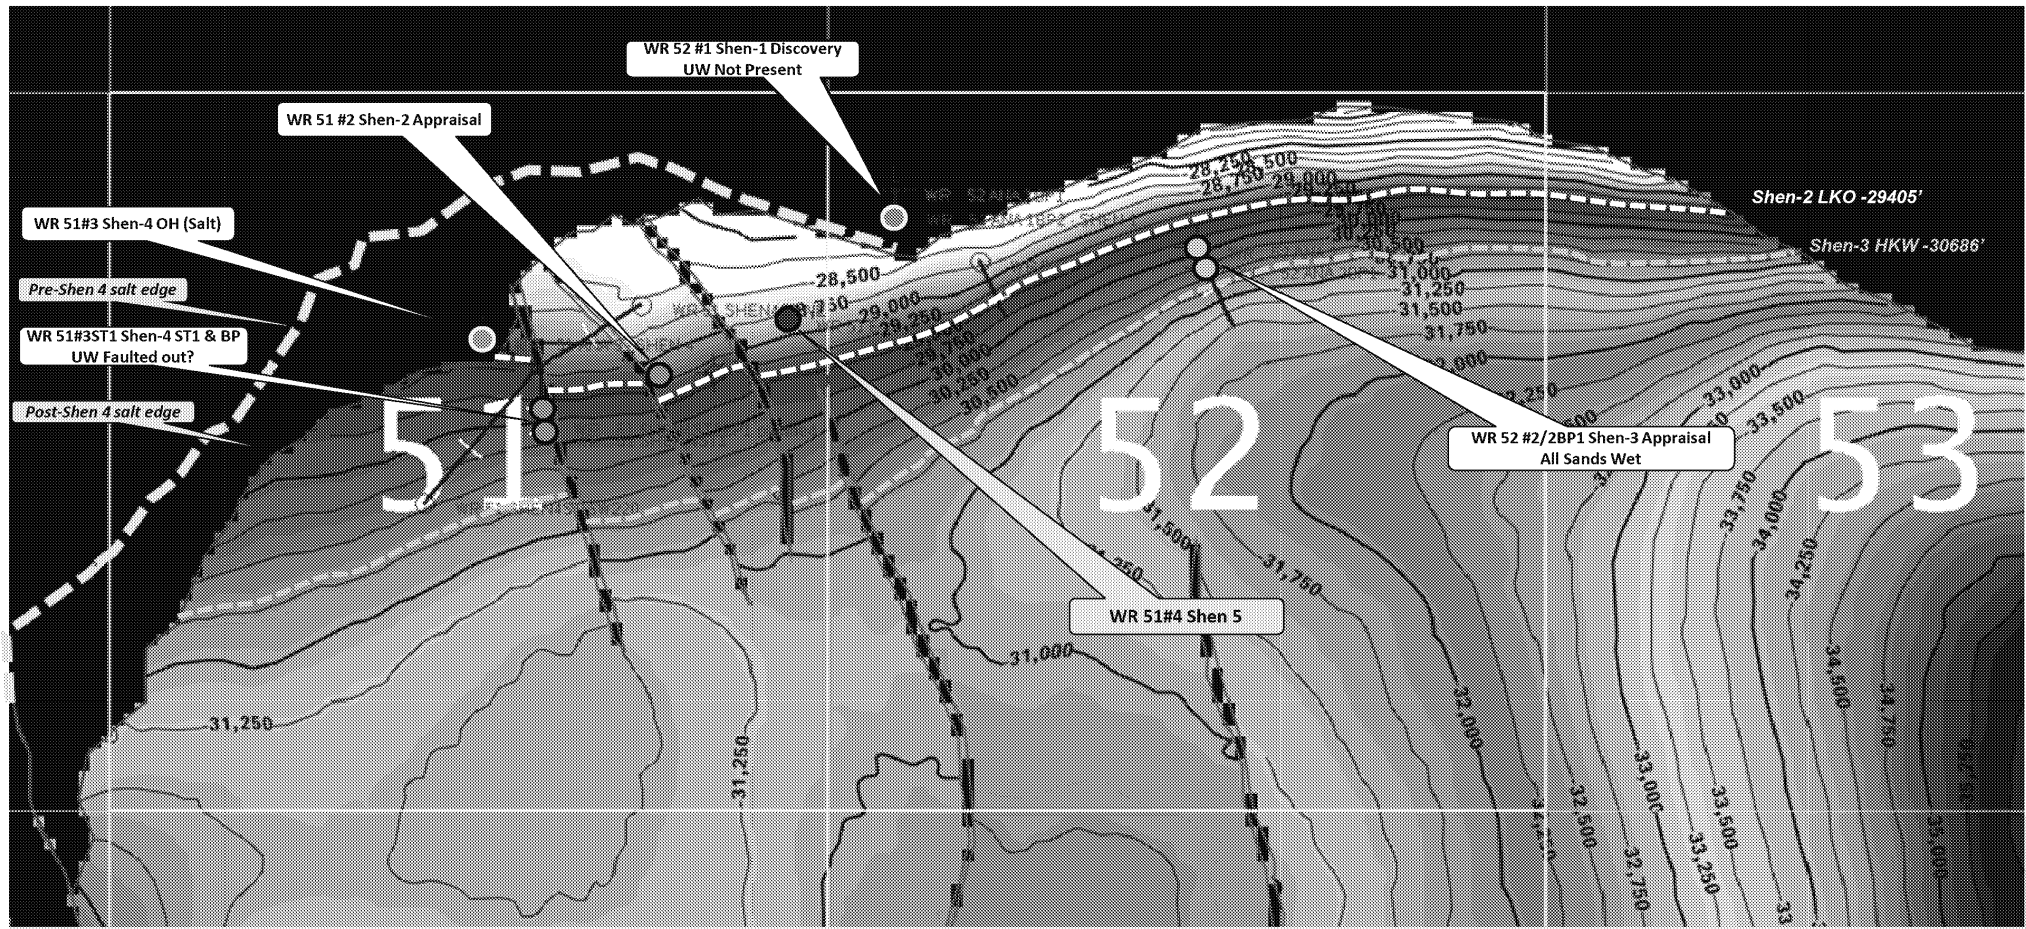 WR 52 #1 Shen-1 Discovery
UW Not Present
WR 51 #2 Shen-2 Appraisal
WR 51#3 Shen-4 OH (Salt)
Pre-Shen 4 salt edge
WR 51#3ST1 Shen-4 ST1 & BP
UW Faulted out?
Post-Shen 4 salt edge
Shen-2 LKO -29405'
Shen-3 HKW -30686'
WR 52 #2/2BP1 Shen-3 Appraisal
All Sands Wet
WR 51#4 Shen 5
51
52
53
-28,250
-28,750
-29,000
-28,500
-29,000
-29,250
-29,750
-30,000
-30,250
-30,500
-30,250
-30,500
-31,000
-31,250
-31,500
-31,750
-33,000
-33,500
-33,750
-34,000
-34,250
-34,500
-34,750
-35,000
-31,500
-31,750
-31,000
-32,000
-31,250
-31,250
-32,500
-32,750
-33,000
-33,250
-33,500